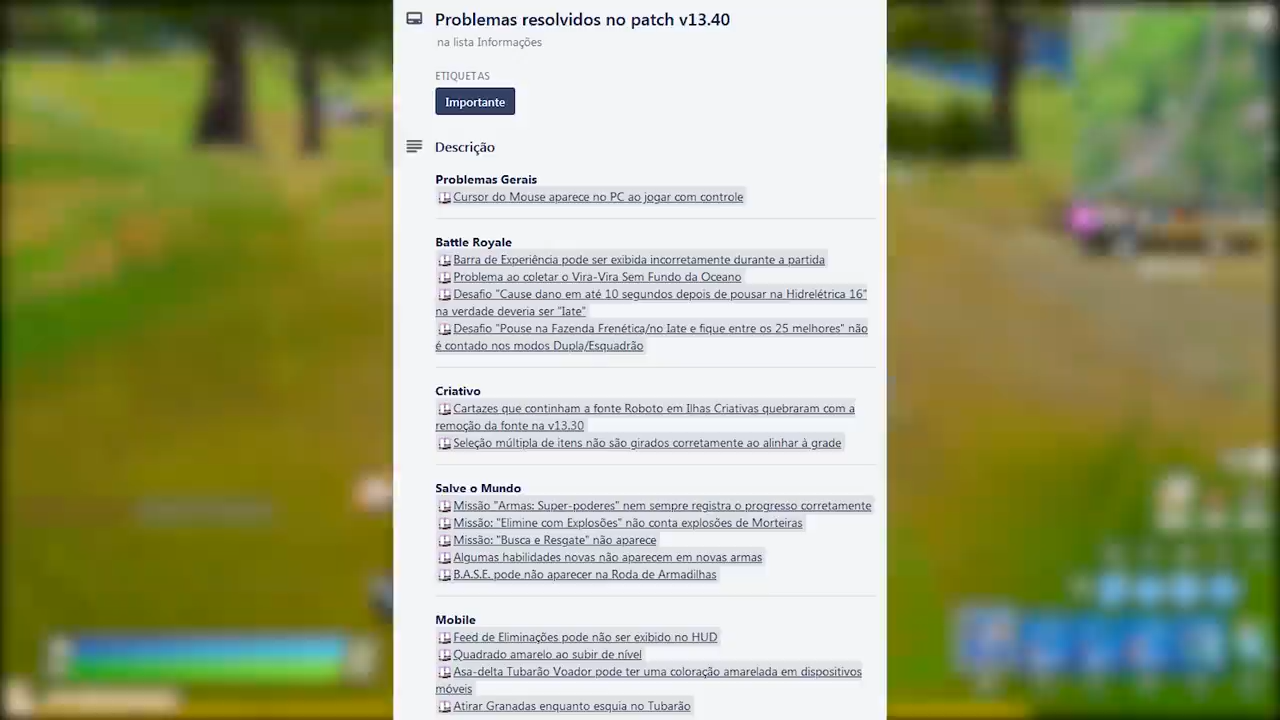 Problemas resolvidos no patch v13.40
na lista Informações
ETIQUETAS
Importante
Descrição
Problemas Gerais
Cursor do Mouse aparece no PC ao jogar com controle
Battle Royale
Barra de Experiência pode ser exibida incorretamente durante a partida
Problema ao coletar o Vira-Vira Sem Fundo da Oceano
Desafio "Cause dano em até 10 segundos depois de pousar na Hidrelétrica 16"
na verdade deveria ser "Iate"
Desafio "Pouse na Fazenda Frenética/no Iate e fique entre os 25 melhores" não
é contado nos modos Dupla/Esquadrão
Criativo
Cartazes que continham a fonte Roboto em Ilhas Criativas quebraram com a
remoção da fonte na v13.30
Seleção múltipla de itens não são girados corretamente ao alinhar à grade
Salve o Mundo
Missão "Armas: Super-poderes" nem sempre registra o progresso corretamente
Missão: "Elimine com Explosões" não conta explosões de Morteiras
Missão: "Busca e Resgate" não aparece
Algumas habilidades novas não aparecem em novas armas
B.A.S.E. pode não aparecer na Roda de Armadilhas
Mobile
Feed de Eliminações pode não ser exibido no HUD
Quadrado amarelo ao subir de nível
Asa-delta Tubarão Voador pode ter uma coloração amarelada em dispositivos
móveis
Atirar Granadas enquanto esquia no Tubarão